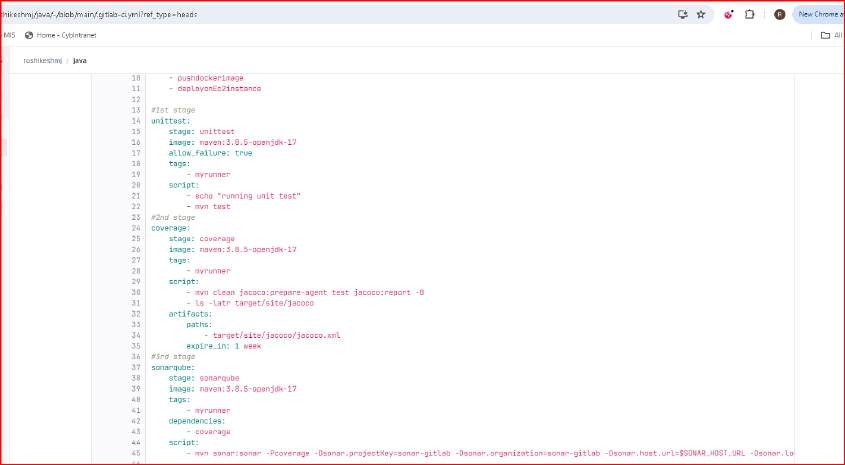 shikeshmj/java/-/blob/main/.gitlab-ci.yml?ref_type=heads
R
New Chrome a
MIS
Home - CybIntranet
All
rushikeshmj / java
10 - pushdockerimage
11 - deployonEc2instance
12
13 #1st stage
14 unittest:
15 stage: unittest
16 image: maven:3.8.5-openjdk-17
17 allow_failure: true
18 tags:
19 - myrunner
20 script:
21 - echo "running unit test"
22 - mvn test
23 #2nd stage
24 coverage:
25 stage: coverage
26 image: maven:3.8.5-openjdk-17
27 tags:
28 - myrunner
29 script:
30 - mvn clean jacoco:prepare-agent test jacoco:report -B
31 - ls -latr target/site/jacoco
32 artifacts:
33 paths:
34 - target/site/jacoco/jacoco.xml
35 expire_in: 1 week
36 #3rd stage
37 sonarqube:
38 stage: sonarqube
39 image: maven:3.8.5-openjdk-17
40 tags:
41 - myrunner
42 dependencies:
43 - coverage
44 script:
45 - mvn sonar:sonar -Pcoverage -Dsonar.projectKey=sonar-gitlab -Dsonar.organization=sonar-gitlab -Dsonar.host.url=$SONAR_HOST_URL -Dsonar.lo